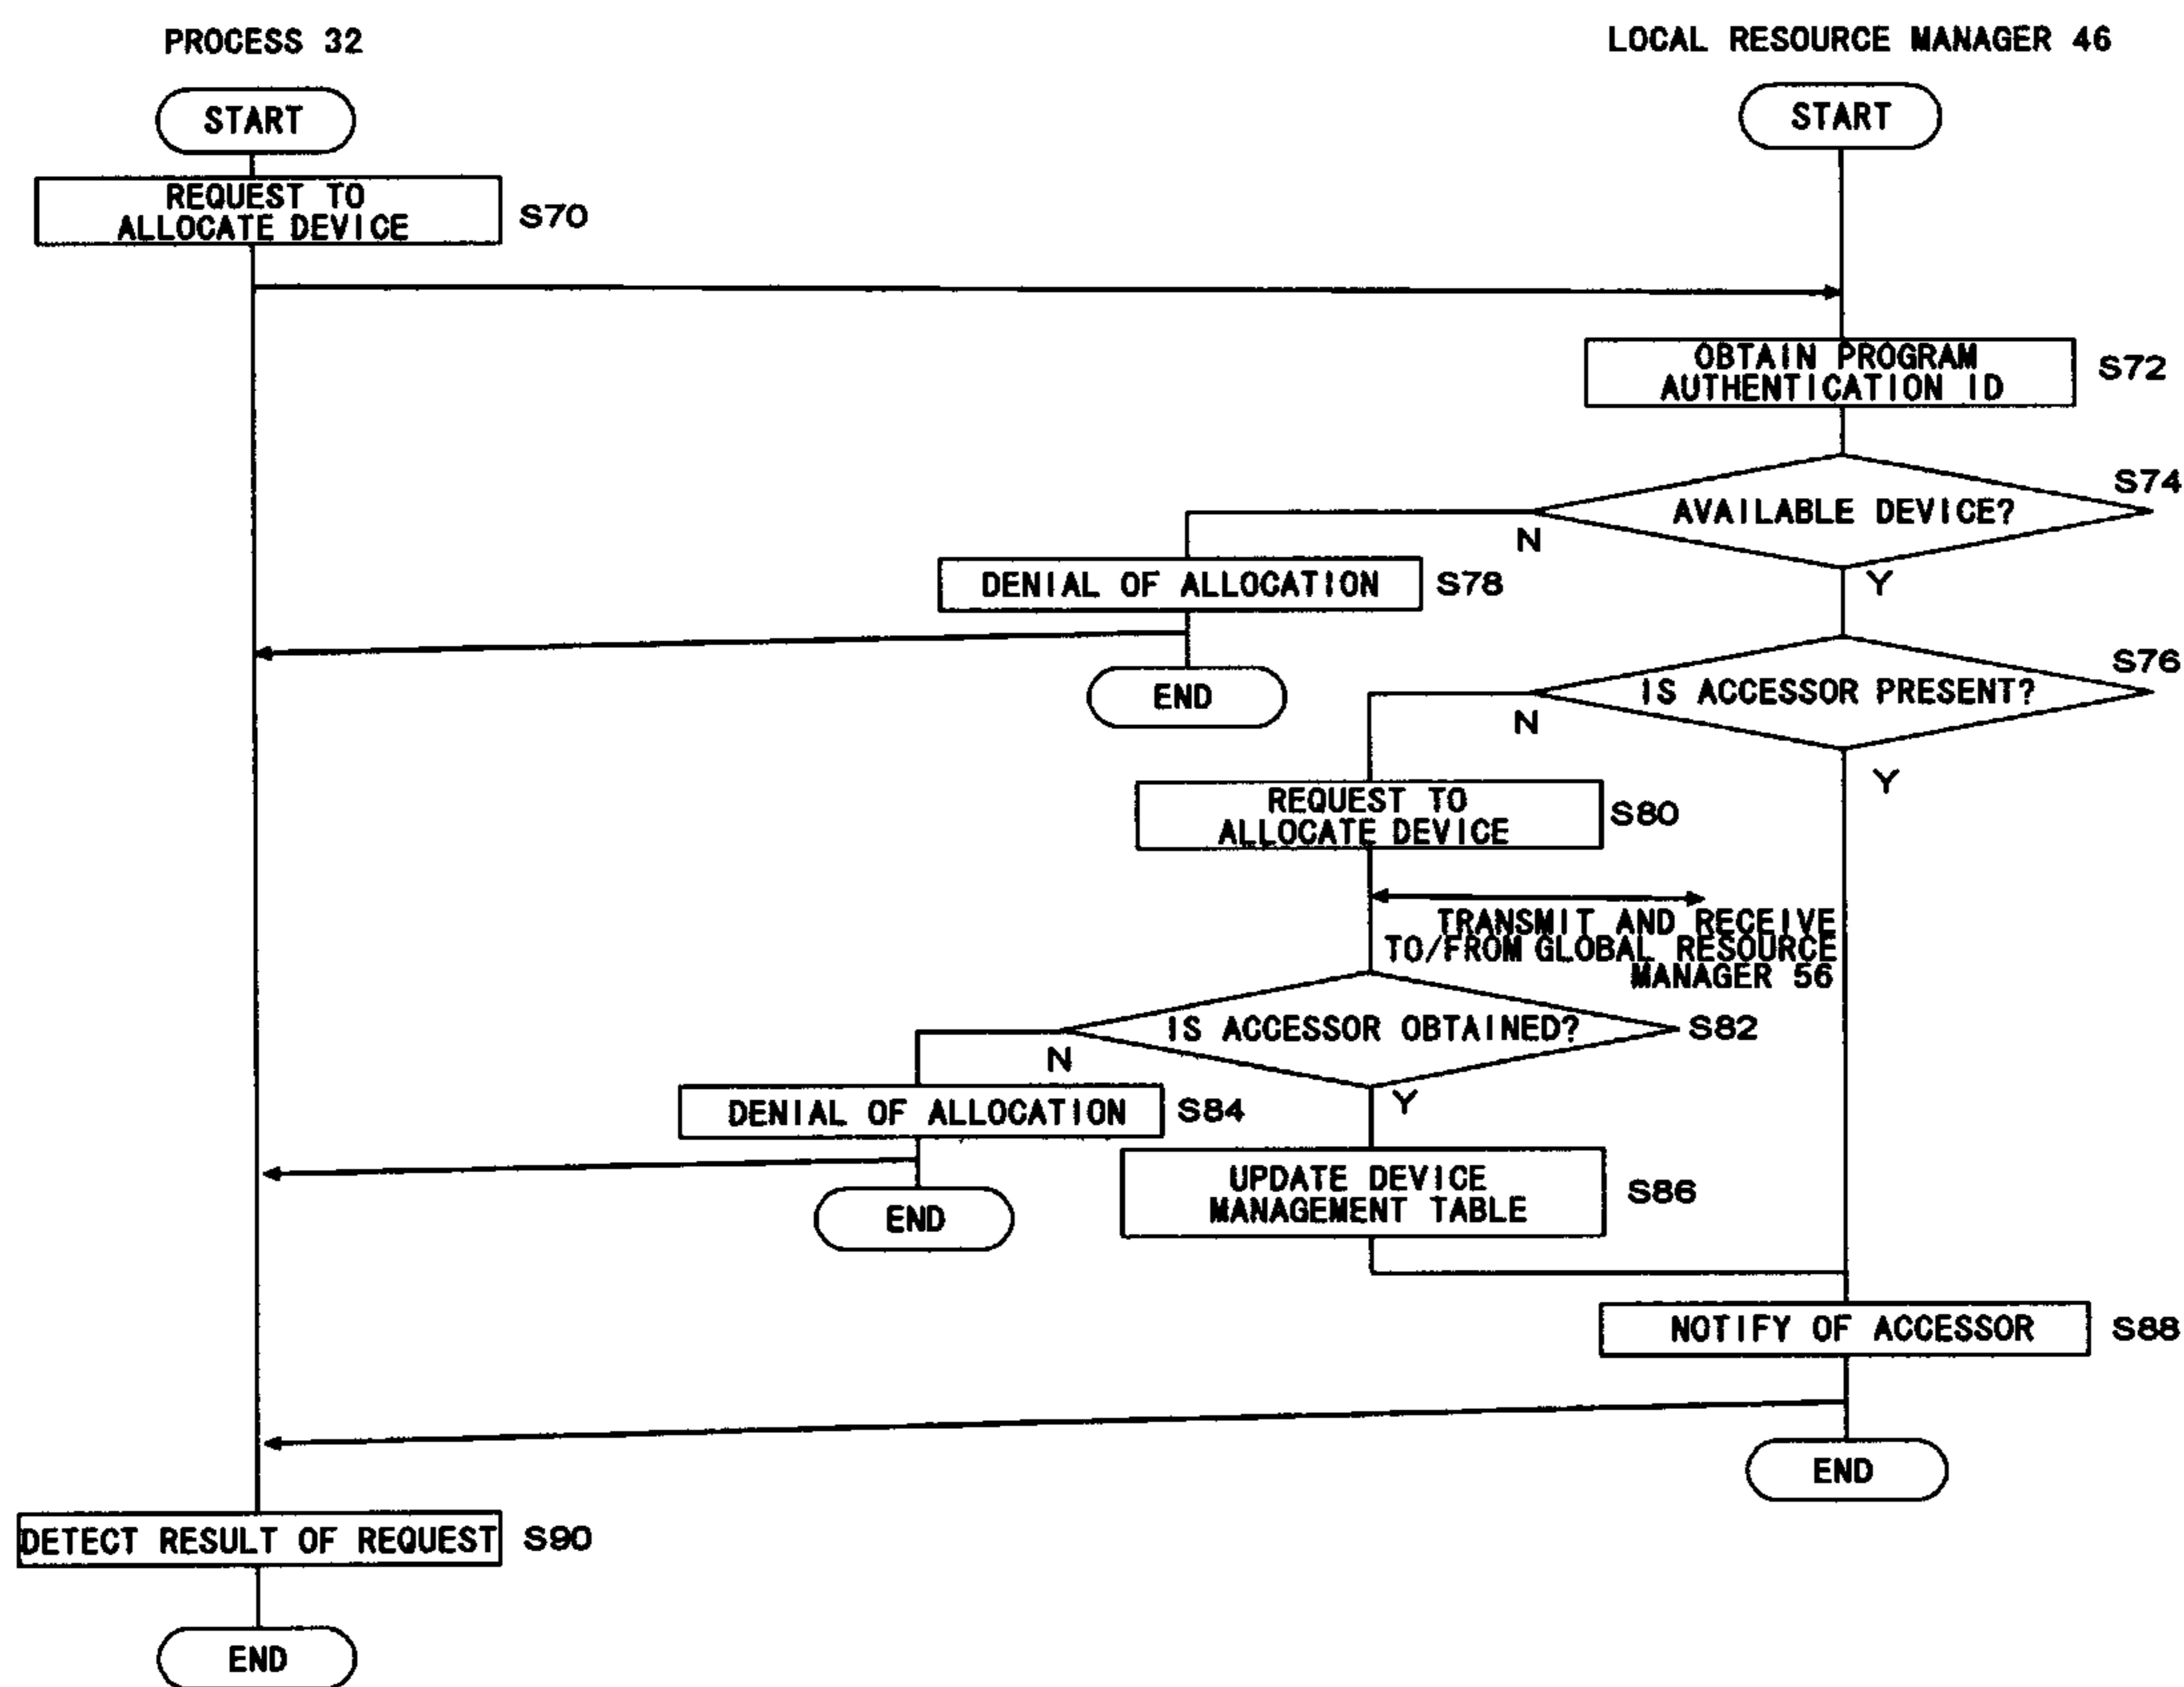 PROCESS 32
LOCAL RESOURCE MANAGER 46
START
START
REQUEST TO
ALLOCATE DEVICE
S70
OBTAIN PROGRAM
AUTHENTICATION ID
S72
S74
AVAILABLE DEVICE?
N
DENIAL OF ALLOCATION
S78
Y
S76
END
IS ACCESSOR PRESENT?
N
Y
REQUEST TO
ALLOCATE DEVICE
S80
TRANSMIT AND RECEIVE
TO/FROM GLOBAL RESOURCE
MANAGER 56
IS ACCESSOR OBTAINED?
S82
N
Y
DENIAL OF ALLOCATION
S84
UPDATE DEVICE
MANAGEMENT TABLE
S86
END
NOTIFY OF ACCESSOR
S88
END
DETECT RESULT OF REQUEST
S90
END